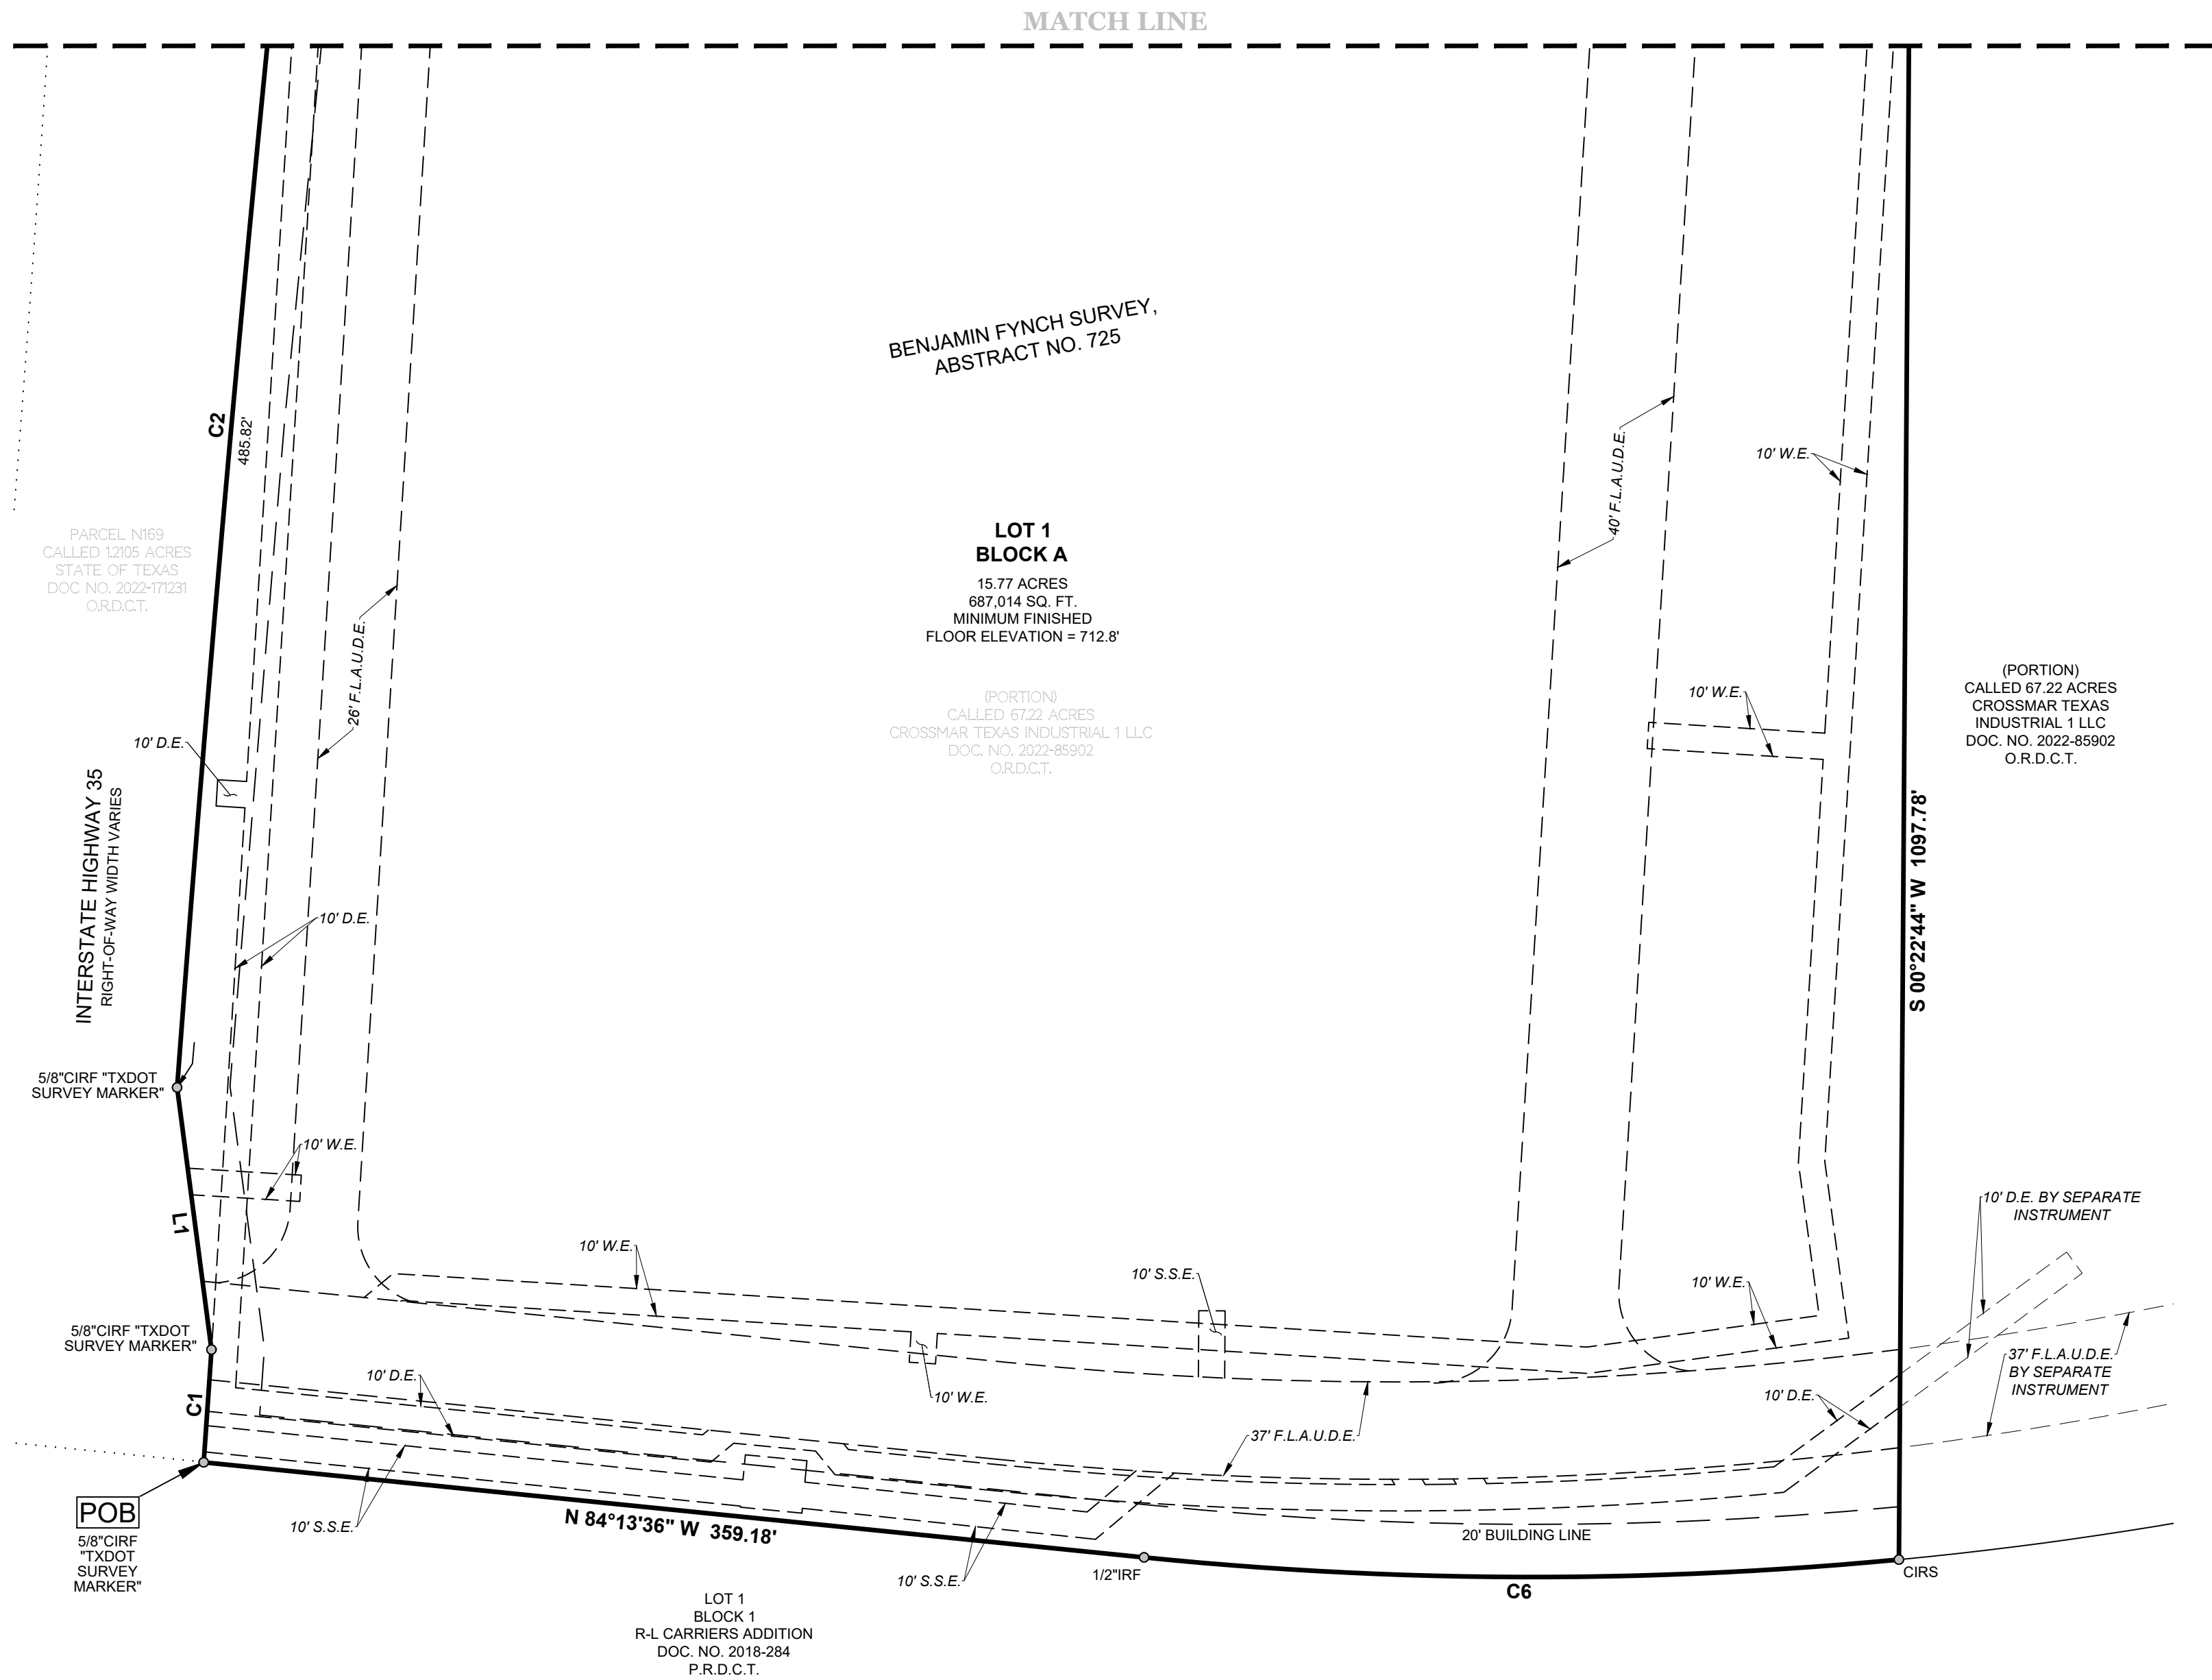 MATCH LINE
C2
485.82'
BENJAMIN FYNCH SURVEY,
ABSTRACT NO. 725
40' F.L.A.U.D.E.
10' W.E.
PARCEL N169
CALLED 1.2105 ACRES
STATE OF TEXAS
DOC NO. 2022-171231
O.R.D.C.T.
LOT 1
BLOCK A
15.77 ACRES
687,014 SQ. FT.
MINIMUM FINISHED
FLOOR ELEVATION = 712.8'
26' F.L.A.U.D.E.
(PORTION)
CALLED 67.22 ACRES
CROSSMAR TEXAS INDUSTRIAL 1 LLC
DOC. NO. 2022-85902
O.R.D.C.T.
10' W.E.
(PORTION)
CALLED 67.22 ACRES
CROSSMAR TEXAS
INDUSTRIAL 1 LLC
DOC. NO. 2022-85902
O.R.D.C.T.
10' D.E.
INTERSTATE HIGHWAY 35
RIGHT-OF-WAY WIDTH VARIES
10' D.E.
S 00°22'44" W 1097.78'
5/8"CIRF "TXDOT
SURVEY MARKER"
10' W.E.
L1
10' W.E.
10' S.S.E.
10' W.E.
10' D.E. BY SEPARATE
INSTRUMENT
5/8"CIRF "TXDOT
SURVEY MARKER"
10' D.E.
10' W.E.
37' F.L.A.U.D.E.
BY SEPARATE
INSTRUMENT
10' D.E.
C1
37' F.L.A.U.D.E.
POB
5/8"CIRF
"TXDOT
SURVEY
MARKER"
10' S.S.E.
N 84°13'36" W 359.18'
20' BUILDING LINE
10' S.S.E.
1/2"IRF
C6
CIRS
LOT 1
BLOCK 1
R-L CARRIERS ADDITION
DOC. NO. 2018-284
P.R.D.C.T.